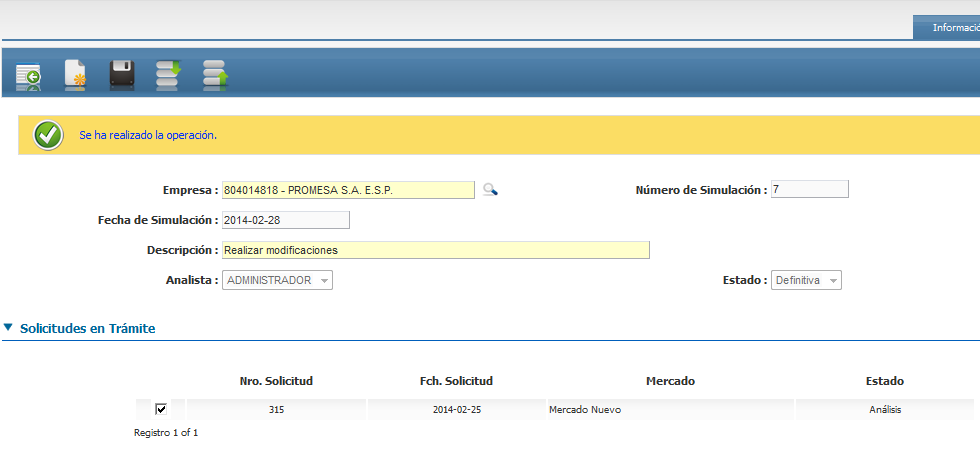 Informació
Se ha realizado la operación.
Empresa : 804014818 - PROMESA S.A. E.S.P. Número de Simulación : 7
Fecha de Simulación : 2014-02-28
Descripción : Realizar modificaciones
Analista : ADMINISTRADOR Estado : Definitiva
Solicitudes en Trámite
Nro. Solicitud Fch. Solicitud Mercado Estado
315 2014-02-25 Mercado Nuevo Análisis
Registro 1 of 1